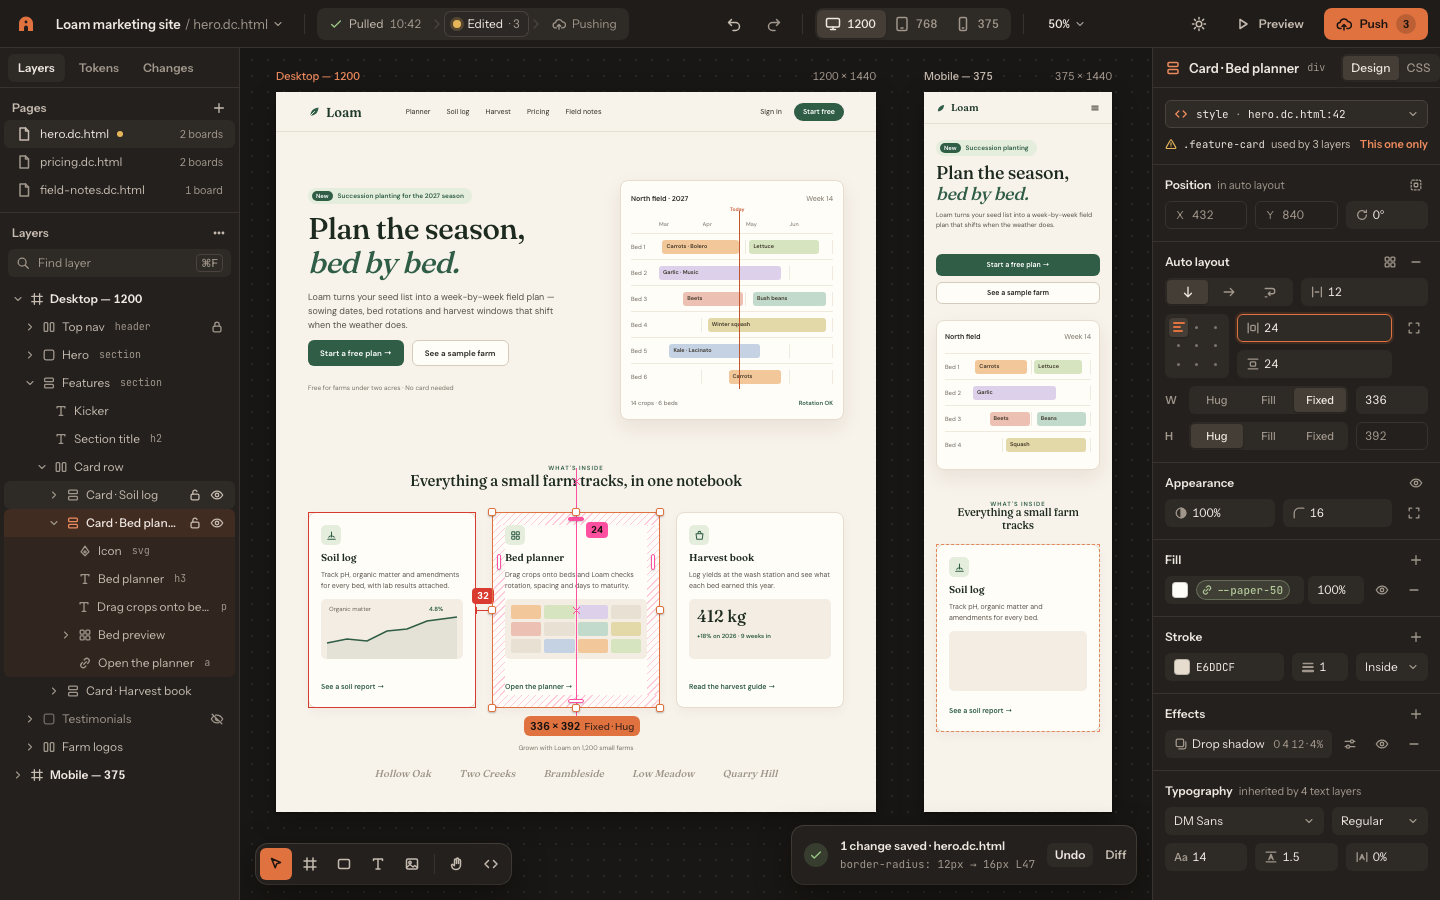 Loam marketing site / hero.dc.html
Pulled 10:42
Edited · 3
Pushing
1200
768
375
50%
Preview
Push 3
Layers
Tokens
Changes
Pages
hero.dc.html 2 boards
pricing.dc.html 2 boards
field-notes.dc.html 1 board
Layers
Find layer ⌘F
Desktop — 1200
Top nav header
Hero section
Features section
Kicker
Section title h2
Card row
Card · Soil log
Card · Bed plan...
Icon svg
Bed planner h3
Drag crops onto be... p
Bed preview
Open the planner a
Card · Harvest book
Testimonials
Farm logos
Mobile — 375
Desktop — 1200
1200 × 1440
Loam
Planner
Soil log
Harvest
Pricing
Field notes
Sign in
Start free
New Succession planting for the 2027 season
Plan the season,
bed by bed.
Loam turns your seed list into a week-by-week field plan —
sowing dates, bed rotations and harvest windows that shift
when the weather does.
Start a free plan →
See a sample farm
Free for farms under two acres · No card needed
North field · 2027
Week 14
Today
Mar
Apr
May
Jun
Bed 1 Carrots · Bolero Lettuce
Bed 2 Garlic · Music
Bed 3 Beets Bush beans
Bed 4 Winter squash
Bed 5 Kale · Lacinato
Bed 6 Carrots
14 crops · 6 beds
Rotation OK
WHAT'S INSIDE
Everything a small farm tracks, in one notebook
Soil log
Track pH, organic matter and amendments
for every bed, with lab results attached.
Organic matter 4.8%
See a soil report →
24
32
Bed planner
Drag crops onto beds and Loam checks
rotation, spacing and days to maturity.
Open the planner →
336 × 392 Fixed · Hug
Harvest book
Log yields at the wash station and see what
each bed earned this year.
412 kg
+18% on 2026 · 9 weeks in
Read the harvest guide →
Grown with Loam on 1,200 small farms
Hollow Oak
Two Creeks
Brambleside
Low Meadow
Quarry Hill
Mobile — 375
375 × 1440
Loam
New Succession planting
Plan the season,
bed by bed.
Loam turns your seed list into a week-by-week field
plan that shifts when the weather does.
Start a free plan →
See a sample farm
North field
Week 14
Bed 1 Carrots Lettuce
Bed 2 Garlic
Bed 3 Beets Beans
Bed 4 Squash
WHAT'S INSIDE
Everything a small farm
tracks
Soil log
Track pH, organic matter and
amendments for every bed.
See a soil report →
1 change saved · hero.dc.html
border-radius: 12px → 16px L47
Undo
Diff
Card · Bed planner div
Design
CSS
style · hero.dc.html:42
.feature-card used by 3 layers This one only
Position in auto layout
X 432
Y 840
0°
Auto layout
12
24
24
W Hug Fill Fixed 336
H Hug Fill Fixed 392
Appearance
100%
16
Fill
--paper-50
100%
Stroke
E6DDCF
1
Inside
Effects
Drop shadow 0 4 12 · 4%
Typography inherited by 4 text layers
DM Sans
Regular
Aa 14
1.5
0%